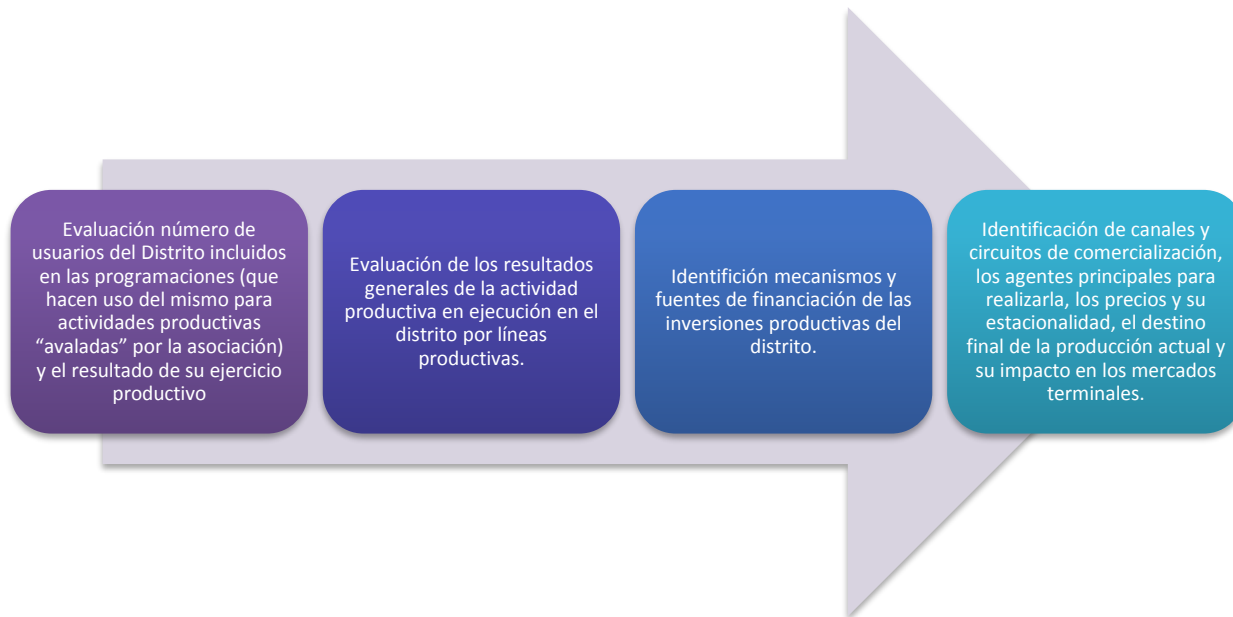 Evaluación número de
usuarios del Distrito incluidos
en las programaciones (que
hacen uso del mismo para
actividades productivas
“avaladas” por la asociación)
y el resultado de su ejercicio
productivo
Evaluación de los resultados
generales de la actividad
productiva en ejecución en el
distrito por líneas
productivas.
Identifición mecanismos y
fuentes de financiación de las
inversiones productivas del
distrito.
Identificación de canales y
circuitos de comercialización,
los agentes principales para
realizarla, los precios y su
estacionalidad, el destino
final de la producción actual y
su impacto en los mercados
terminales.